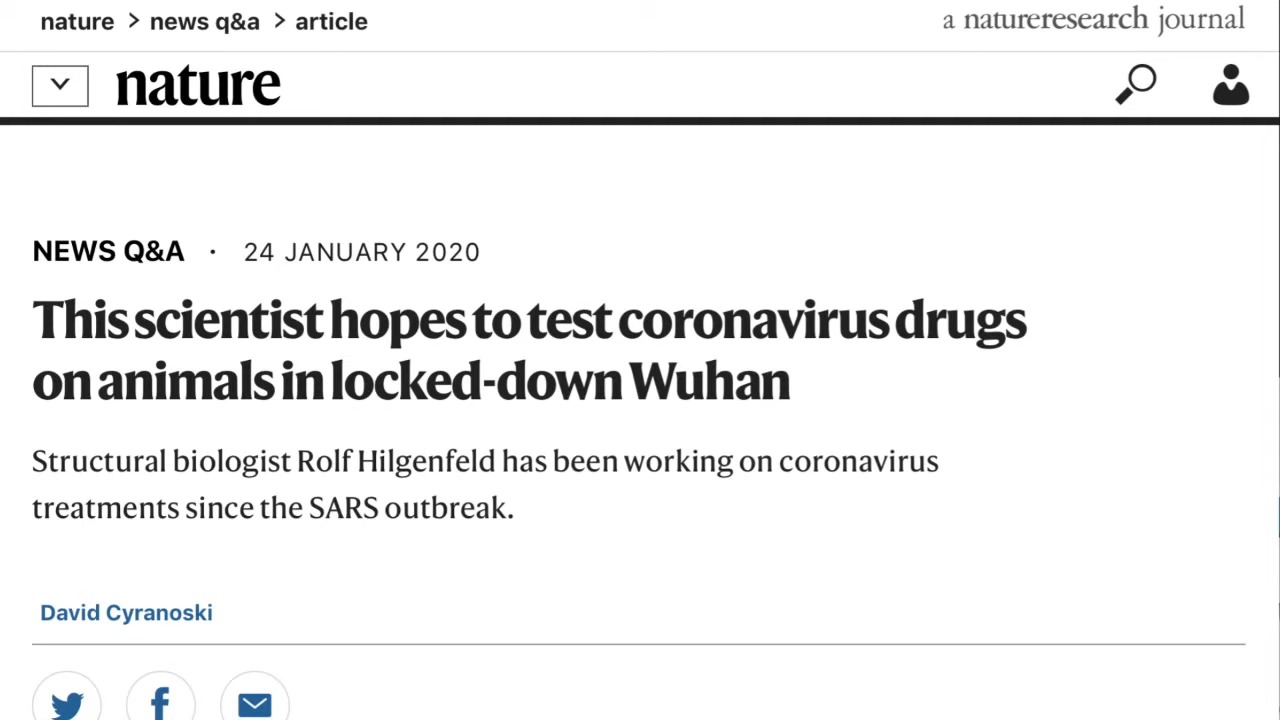 nature > news q&a > article
a natureresearch journal
nature
NEWS Q&A · 24 JANUARY 2020
This scientist hopes to test coronavirus drugs
on animals in locked-down Wuhan
Structural biologist Rolf Hilgenfeld has been working on coronavirus
treatments since the SARS outbreak.
David Cyranoski